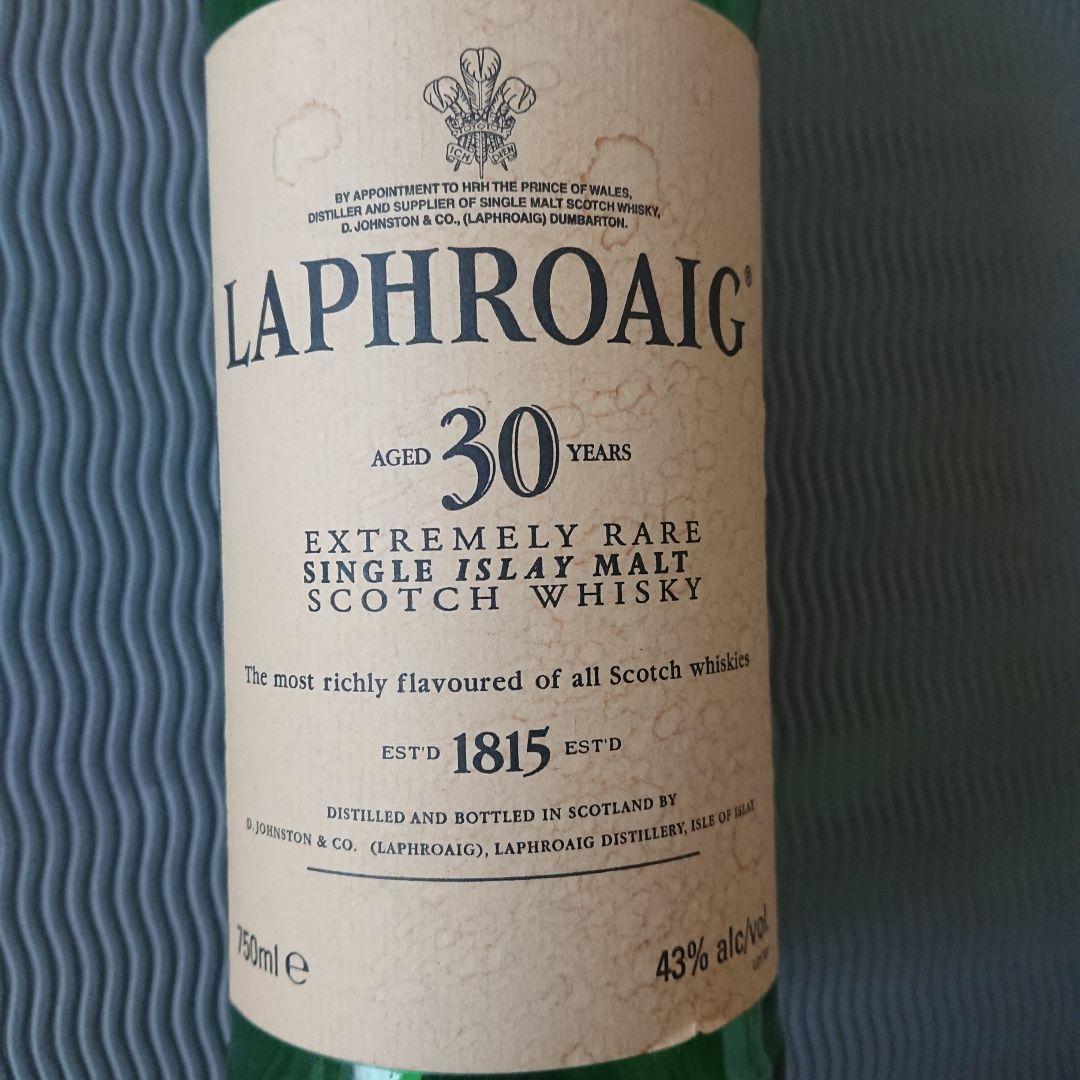 ICH DIEN
BY APPOINTMENT TO HRH THE PRINCE OF WALES,
DISTILLER AND SUPPLIER OF SINGLE MALT SCOTCH WHISKY,
D. JOHNSTON & CO., (LAPHROAIG) DUMBARTON.
LAPHROAIG®
AGED 30 YEARS
EXTREMELY RARE
SINGLE ISLAY MALT
SCOTCH WHISKY
The most richly flavoured of all Scotch whiskies
EST'D 1815 EST'D
DISTILLED AND BOTTLED IN SCOTLAND BY
D. JOHNSTON & CO. (LAPHROAIG), LAPHROAIG DISTILLERY, ISLE OF ISLAY
750ml e 43% alc/vol.